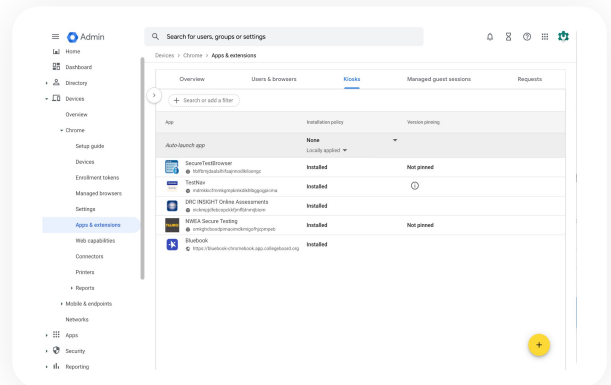 Admin
Search for users, groups or settings
Home
Dashboard
Directory
Devices
Overview
Chrome
Setup guide
Devices
Enrollment tokens
Managed browsers
Settings
Apps & extensions
Web capabilities
Connectors
Printers
Reports
Mobile & endpoints
Networks
Apps
Security
Reporting
Devices > Chrome > Apps & extensions
Overview Users & browsers Kiosks Managed guest sessions Requests
+ Search or add a filter
App Installation policy Version pinning
Auto-launch app None
Locally applied
SecureTestBrowser Installed Not pinned
TestNav Installed
DRC INSIGHT Online Assessments Installed
NWEA Secure Testing Installed Not pinned
Bluebook Installed
https://bluebook-chromebook.app.collegeboard.org